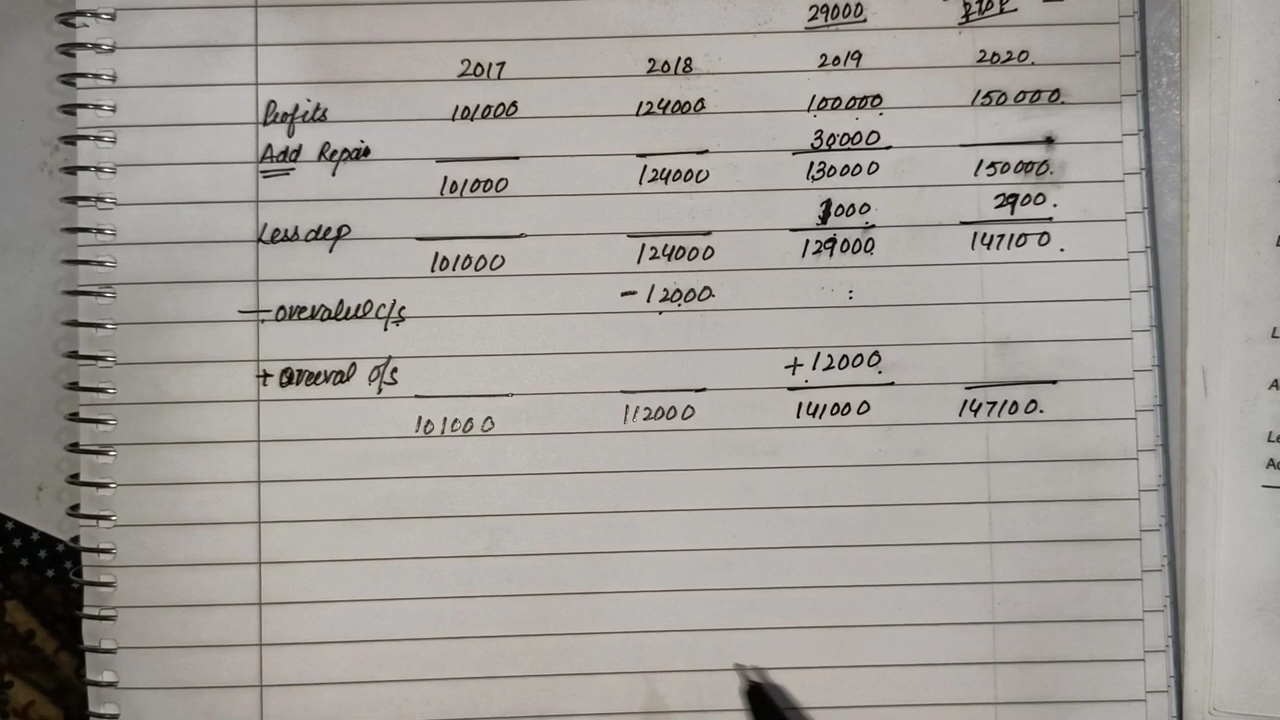 29000
2017 2018 2019 2020.
Profits 101000 124000 100000 150000.
Add Repair 30000
101000 124000 130000 150000.
Less dep 1000 2900.
101000 124000 129000 147100.
- overvalue c/s - 12000.
+ overval o/s + 12000
101000 112000 141000 147100.